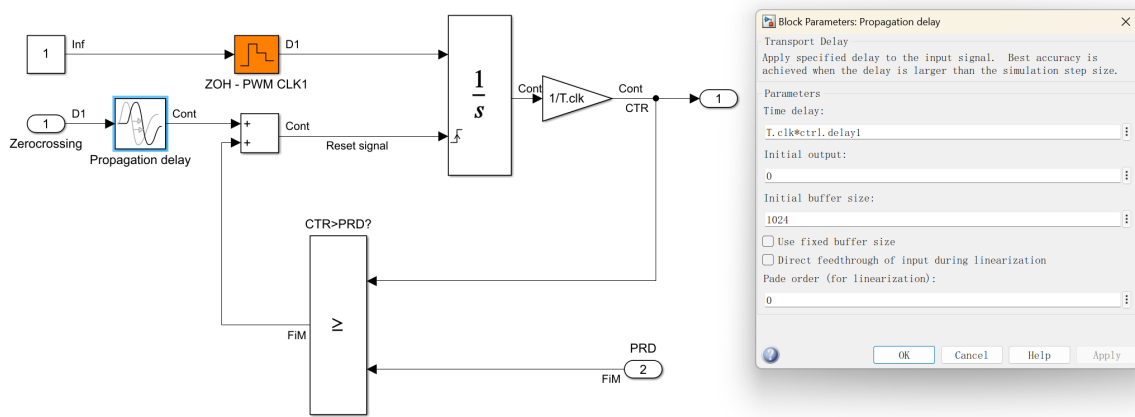 1
Inf
D1
ZOH - PWM CLK1
1
D1
Cont
Zerocrossing
Propagation delay
+
+
Cont
Reset signal
1
s
Cont
1/T.clk
Cont
CTR
1
CTR>PRD?
≥
FiM
PRD
2
FiM
Block Parameters: Propagation delay
Transport Delay
Apply specified delay to the input signal.  Best accuracy is
achieved when the delay is larger than the simulation step size.
Parameters
Time delay:
T.clk*ctrl.delay1
Initial output:
0
Initial buffer size:
1024
Use fixed buffer size
Direct feedthrough of input during linearization
Pade order (for linearization):
0
OK Cancel Help Apply